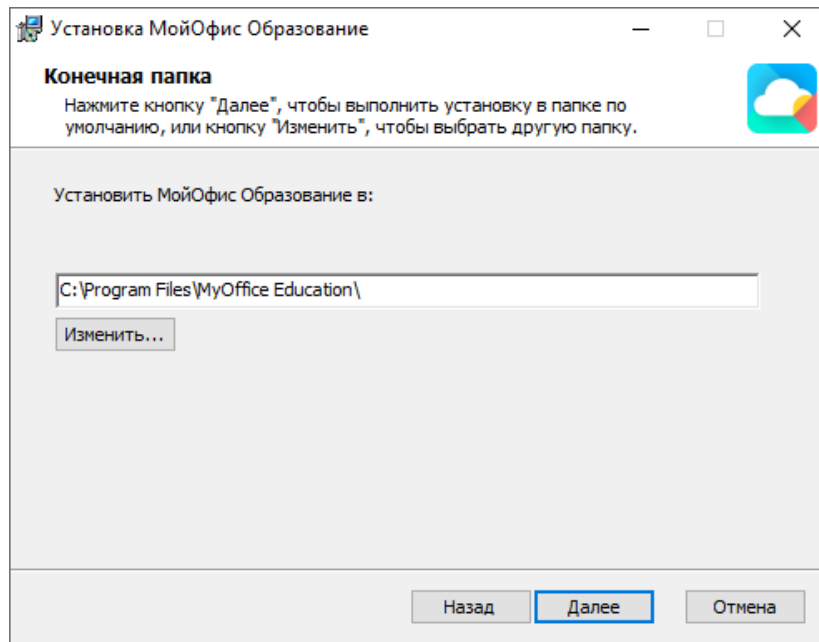 Установка МойОфис Образование
Конечная папка
Нажмите кнопку "Далее", чтобы выполнить установку в папке по
умолчанию, или кнопку "Изменить", чтобы выбрать другую папку.
Установить МойОфис Образование в:
C:\Program Files\MyOffice Education\
Изменить...
Назад Далее Отмена